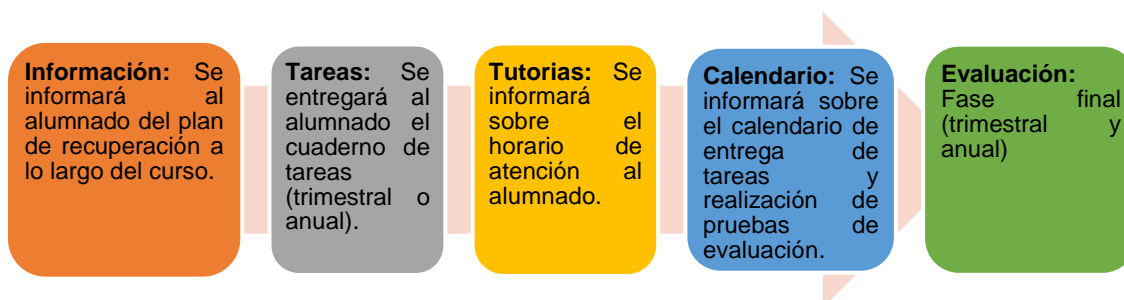 Información: Se
informará al
alumnado del plan
de recuperación a
lo largo del curso.
Tareas: Se
entregará al
alumnado el
cuaderno de
tareas
(trimestral o
anual).
Tutorias: Se
informará
sobre el
horario de
atención al
alumnado.
Calendario: Se
informará sobre
el calendario de
entrega de
tareas y
realización de
pruebas de
evaluación.
Evaluación:
Fase final
(trimestral y
anual)